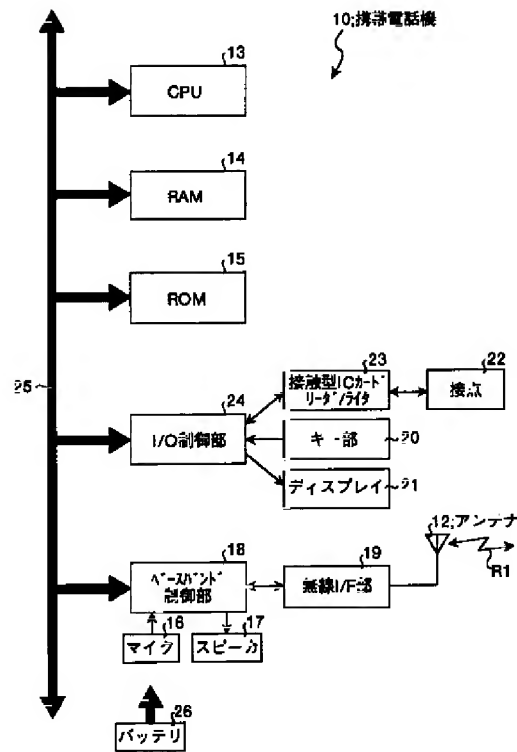 10;携帯電話機
13
CPU
14
RAM
15
ROM
25
24
I/O制御部
23
接触型ICカード
リーダ/ライタ
22
接点
キー部
20
ディスプレイ
21
18
ベースバンド
制御部
19
無線I/F部
12;アンテナ
R1
マイク
16
17
スピーカ
26
バッテリ